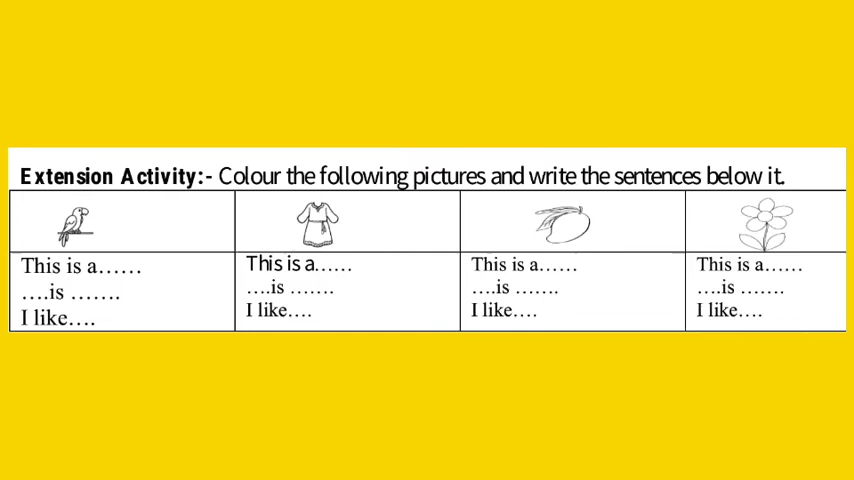 Extension Activity:- Colour the following pictures and write the sentences below it.
This is a......
....is .......
I like....
This is a......
....is .......
I like....
This is a......
....is .......
I like....
This is a......
....is .......
I like....